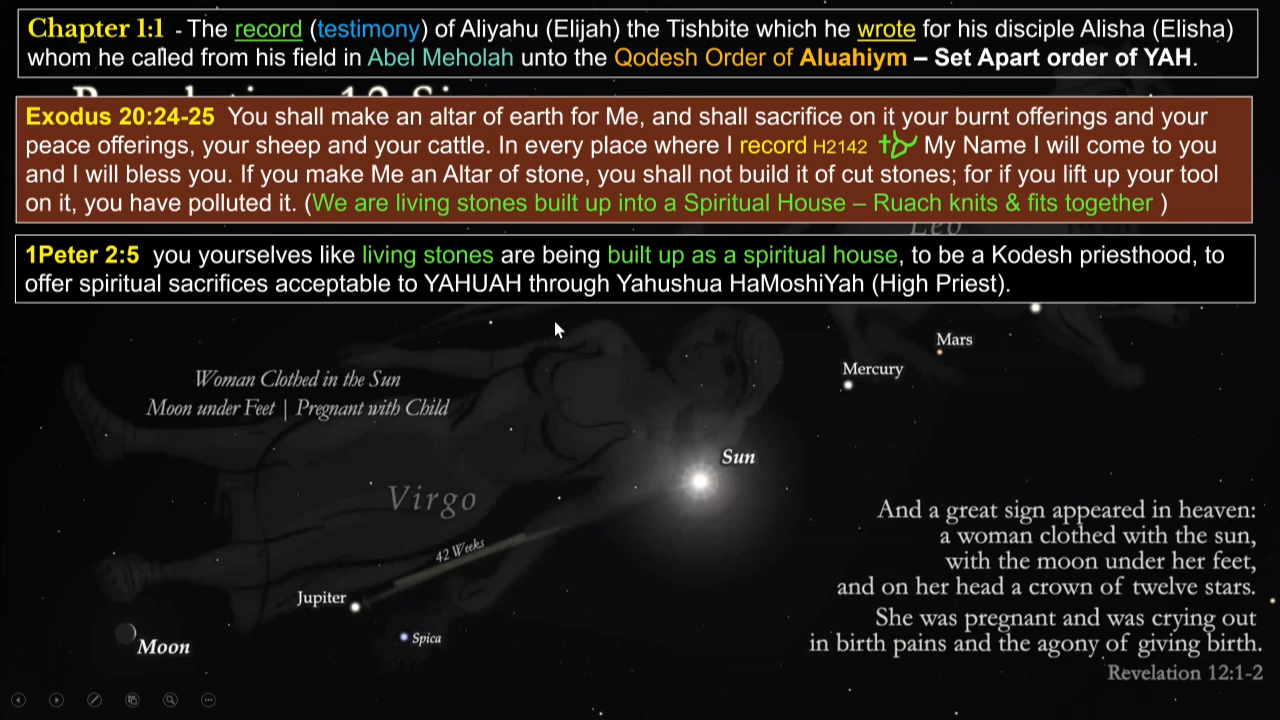 Chapter 1:1 - The record (testimony) of Aliyahu (Elijah) the Tishbite which he wrote for his disciple Alisha (Elisha)
whom he called from his field in Abel Meholah unto the Qodesh Order of Aluahiym – Set Apart order of YAH.
Exodus 20:24-25 You shall make an altar of earth for Me, and shall sacrifice on it your burnt offerings and your
peace offerings, your sheep and your cattle. In every place where I record H2142 My Name I will come to you
and I will bless you. If you make Me an Altar of stone, you shall not build it of cut stones; for if you lift up your tool
on it, you have polluted it. (We are living stones built up into a Spiritual House – Ruach knits & fits together )
Leo
1Peter 2:5 you yourselves like living stones are being built up as a spiritual house, to be a Kodesh priesthood, to
offer spiritual sacrifices acceptable to YAHUAH through Yahushua HaMoshiYah (High Priest).
Mars
Mercury
Woman Clothed in the Sun
Moon under Feet | Pregnant with Child
Sun
Virgo
42 Weeks
Jupiter
Spica
Moon
And a great sign appeared in heaven:
a woman clothed with the sun,
with the moon under her feet,
and on her head a crown of twelve stars.
She was pregnant and was crying out
in birth pains and the agony of giving birth.
Revelation 12:1-2